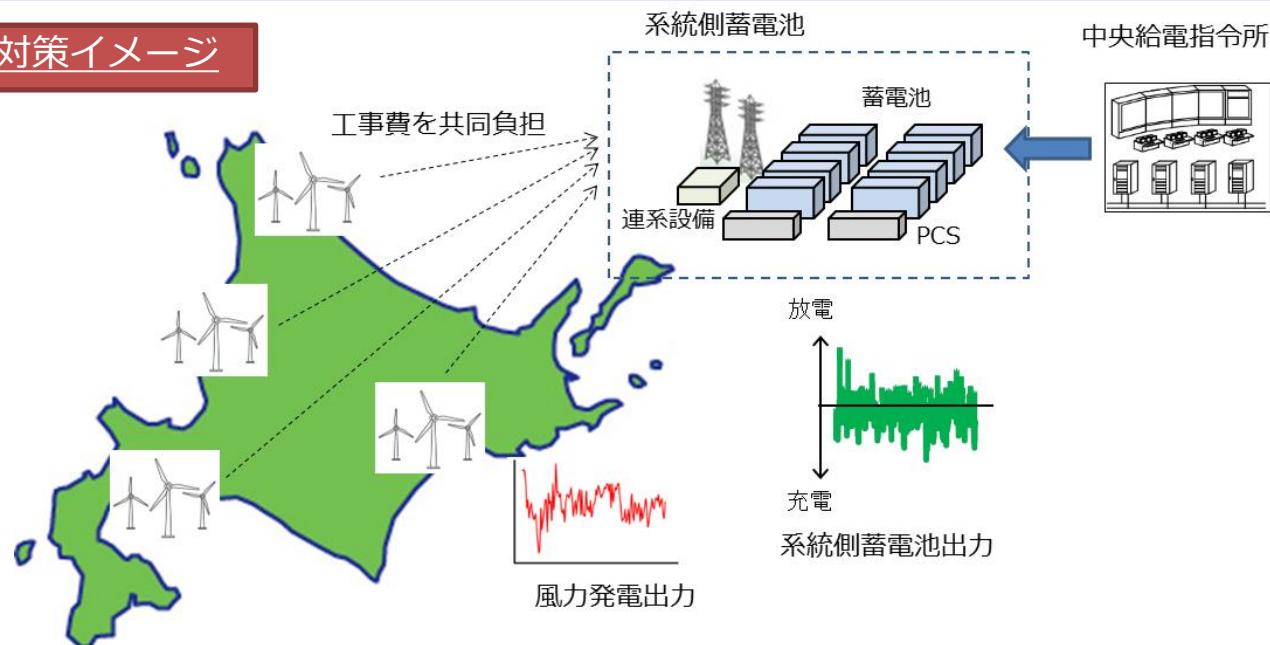 対策イメージ
系統側蓄電池
中央給電指令所
工事費を共同負担
蓄電池
連系設備
PCS
放電
充電
系統側蓄電池出力
風力発電出力